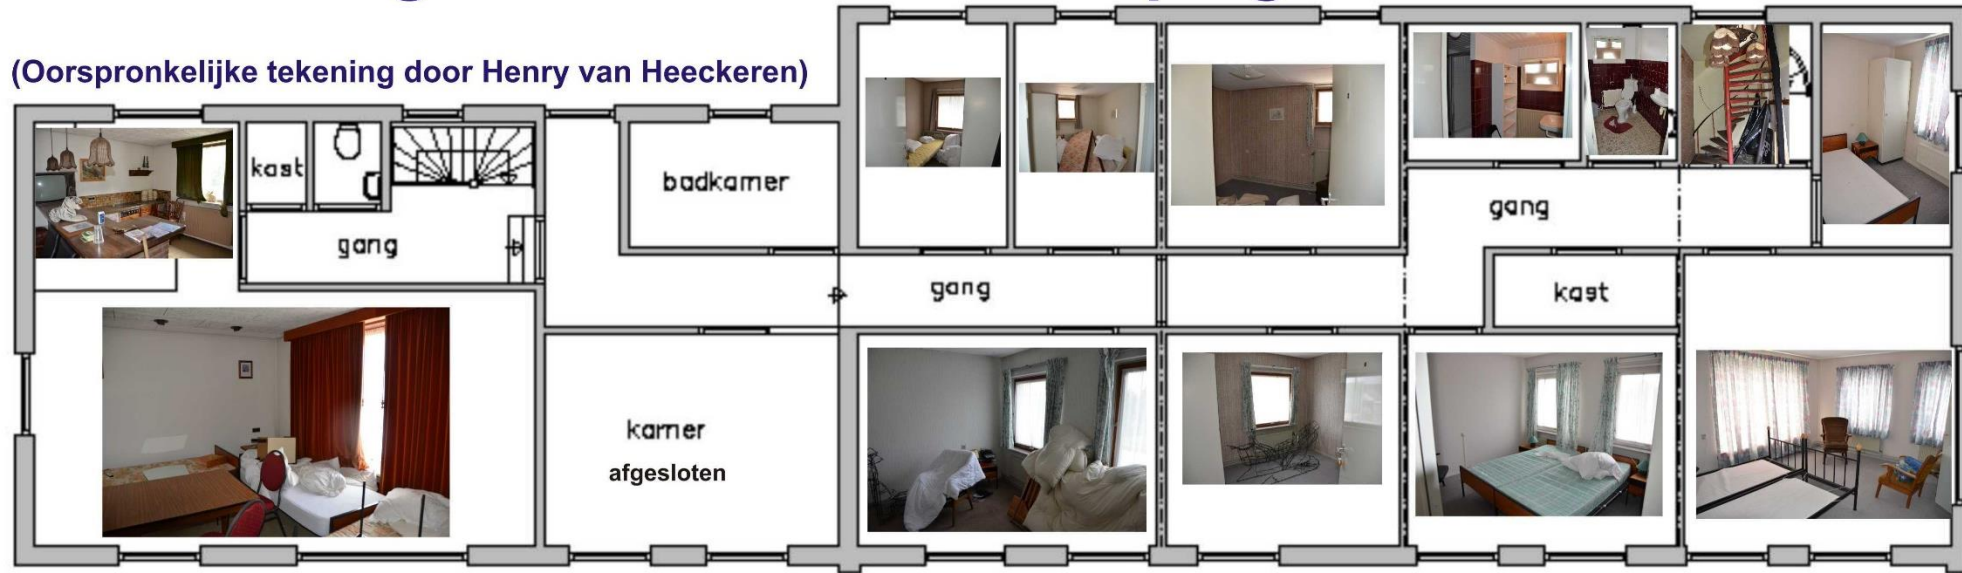 (Oorspronkelijke tekening door Henry van Heeckeren)
kast
badkamer
gang
gang
gang
kast
kamer
afgesloten